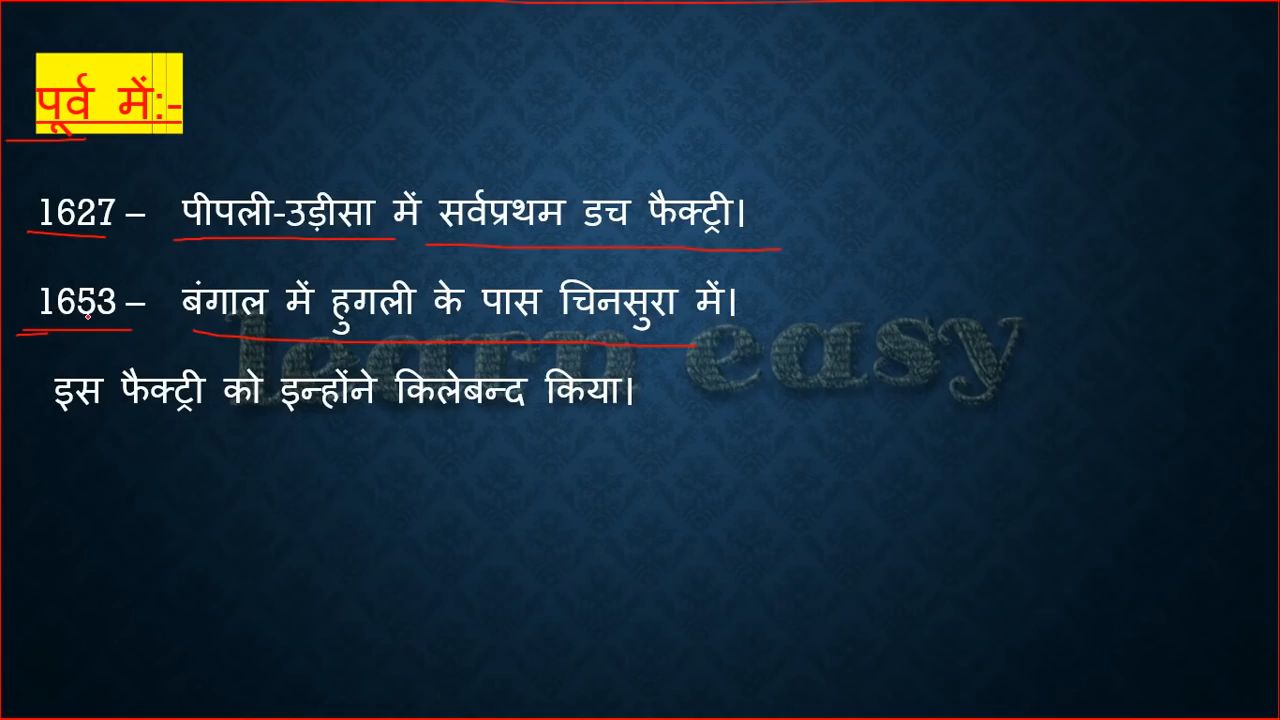 पूर्व में:-
1627 – पीपली-उड़ीसा में सर्वप्रथम डच फैक्ट्री।
1653 – बंगाल में हुगली के पास चिनसुरा में।
learn easy
इस फैक्ट्री को इन्होंने किलेबन्द किया।